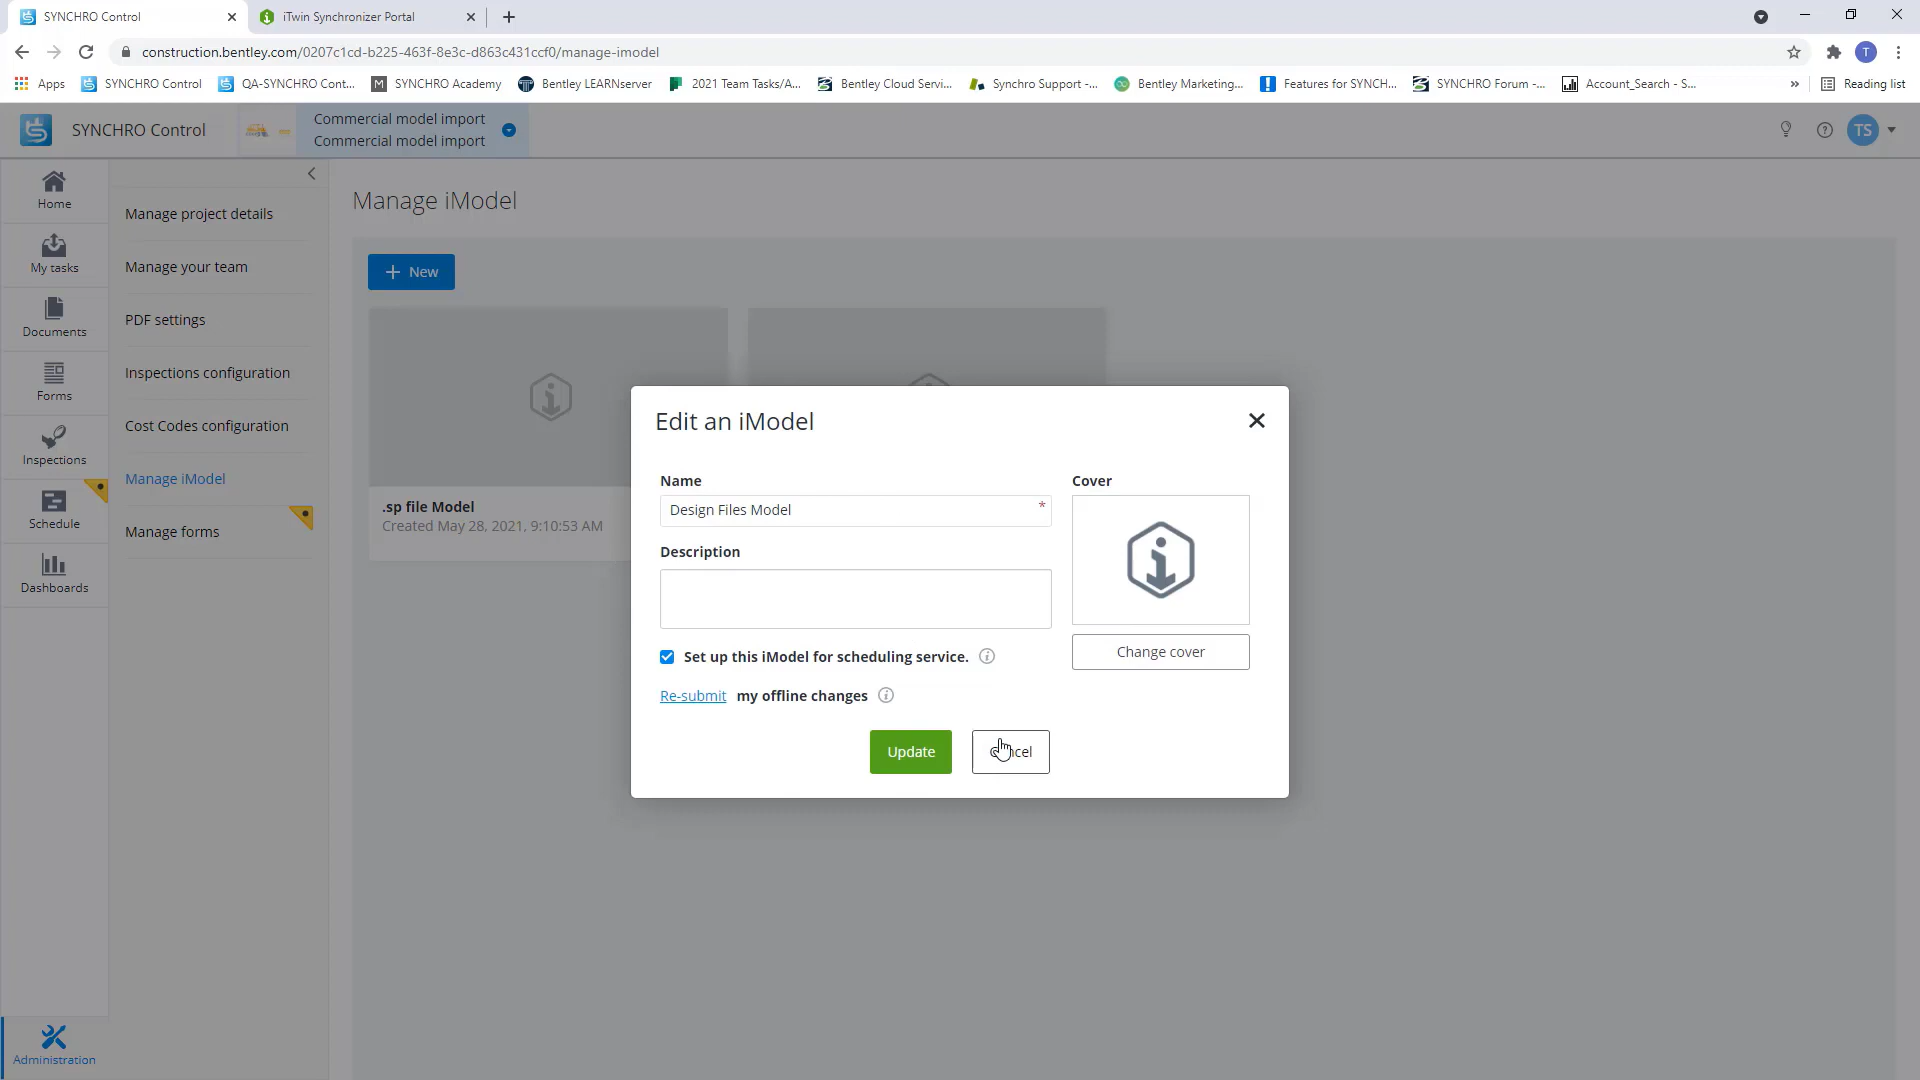 SYNCHRO Control
iTwin Synchronizer Portal
construction.bentley.com/0207c1cd-b225-463f-8e3c-d863c431ccf0/manage-imodel
T
Apps
SYNCHRO Control
QA-SYNCHRO Cont...
M
SYNCHRO Academy
Bentley LEARNserver
2021 Team Tasks/A...
Bentley Cloud Servi...
Synchro Support -...
Bentley Marketing...
Features for SYNCH...
SYNCHRO Forum -...
Account_Search - S...
»
Reading list
SYNCHRO Control
Commercial model import
Commercial model import
TS
Home
My tasks
Documents
Forms
Inspections
Schedule
Dashboards
Administration
Manage project details
Manage your team
PDF settings
Inspections configuration
Cost Codes configuration
Manage iModel
Manage forms
Manage iModel
+ New
.sp file Model
Created May 28, 2021, 9:10:53 AM
Edit an iModel
Name
Design Files Model
*
Description
Set up this iModel for scheduling service.
Re-submit my offline changes
Cover
Change cover
Update